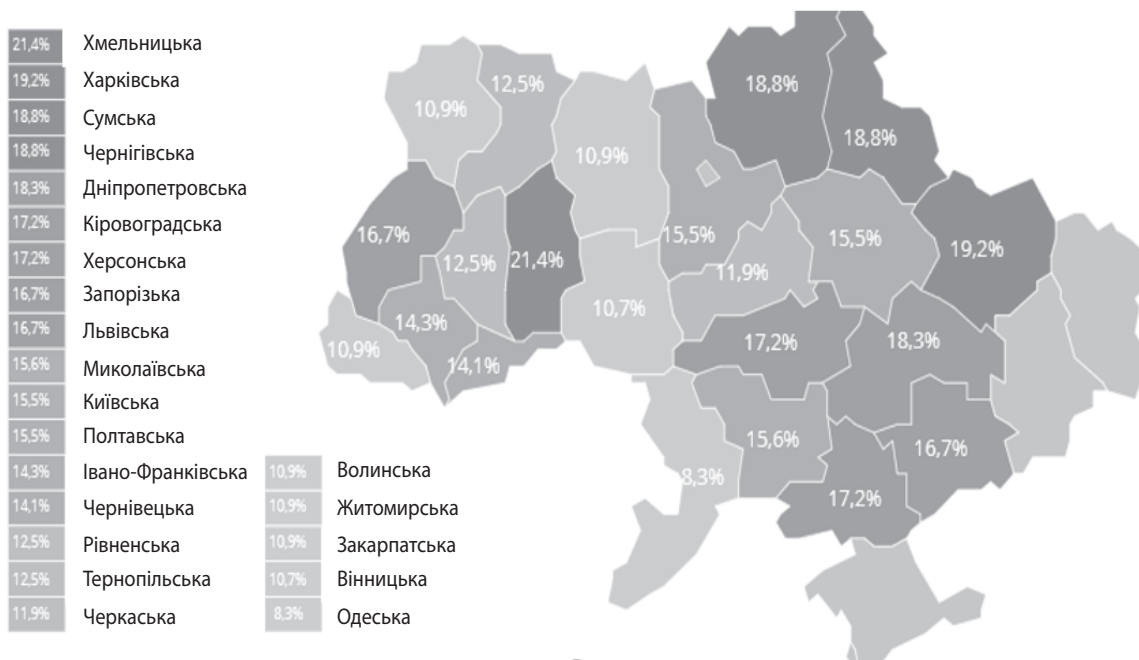 21,4% Хмельницька
19,2% Харківська
18,8% Сумська
18,8% Чернігівська
18,3% Дніпропетровська
17,2% Кіровоградська
17,2% Херсонська
16,7% Запорізька
16,7% Львівська
15,6% Миколаївська
15,5% Київська
15,5% Полтавська
14,3% Івано-Франківська
14,1% Чернівецька
12,5% Рівненська
12,5% Тернопільська
11,9% Черкаська
10,9% Волинська
10,9% Житомирська
10,9% Закарпатська
10,7% Вінницька
8,3% Одеська
12,5%
18,8%
10,9%
18,8%
10,9%
16,7%
15,5%
15,5%
19,2%
12,5%
21,4%
11,9%
10,7%
14,3%
17,2%
18,3%
10,9%
14,1%
15,6%
16,7%
8,3%
17,2%